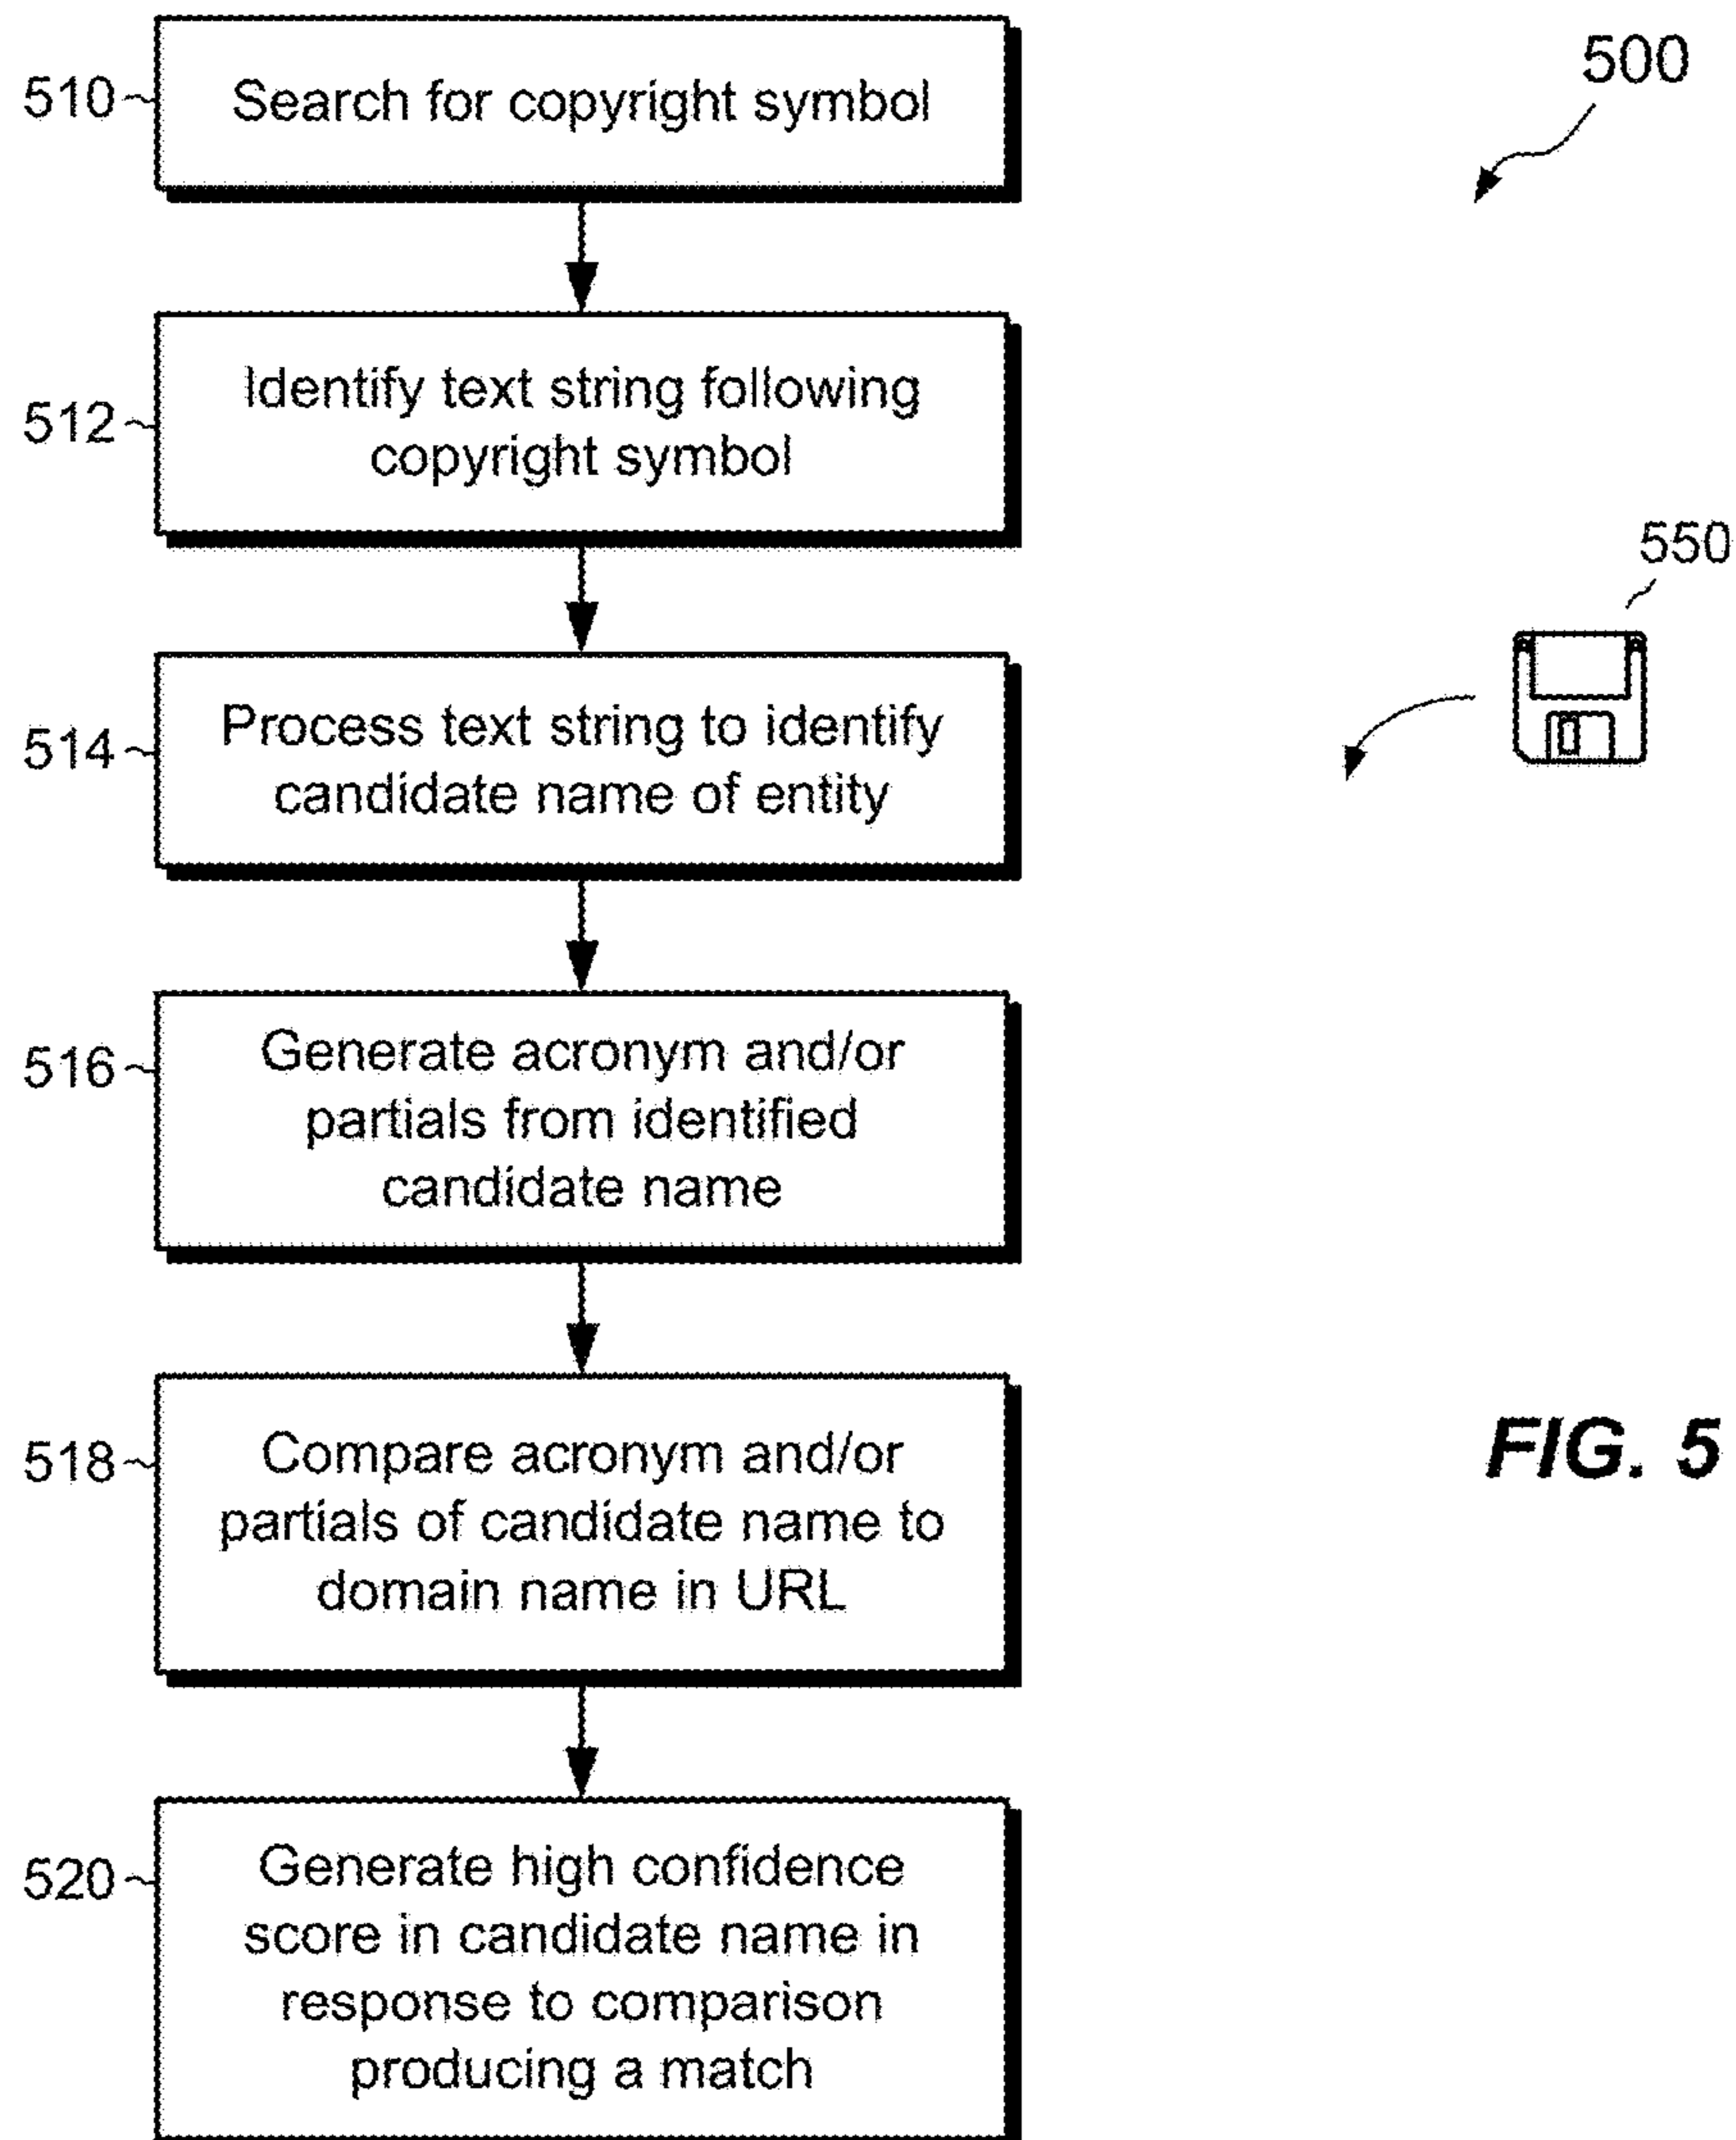 500
510
Search for copyright symbol
512
Identify text string following
copyright symbol
550
514
Process text string to identify
candidate name of entity
516
Generate acronym and/or
partials from identified
candidate name
518
Compare acronym and/or
partials of candidate name to
domain name in URL
FIG. 5
520
Generate high confidence
score in candidate name in
response to comparison
producing a match